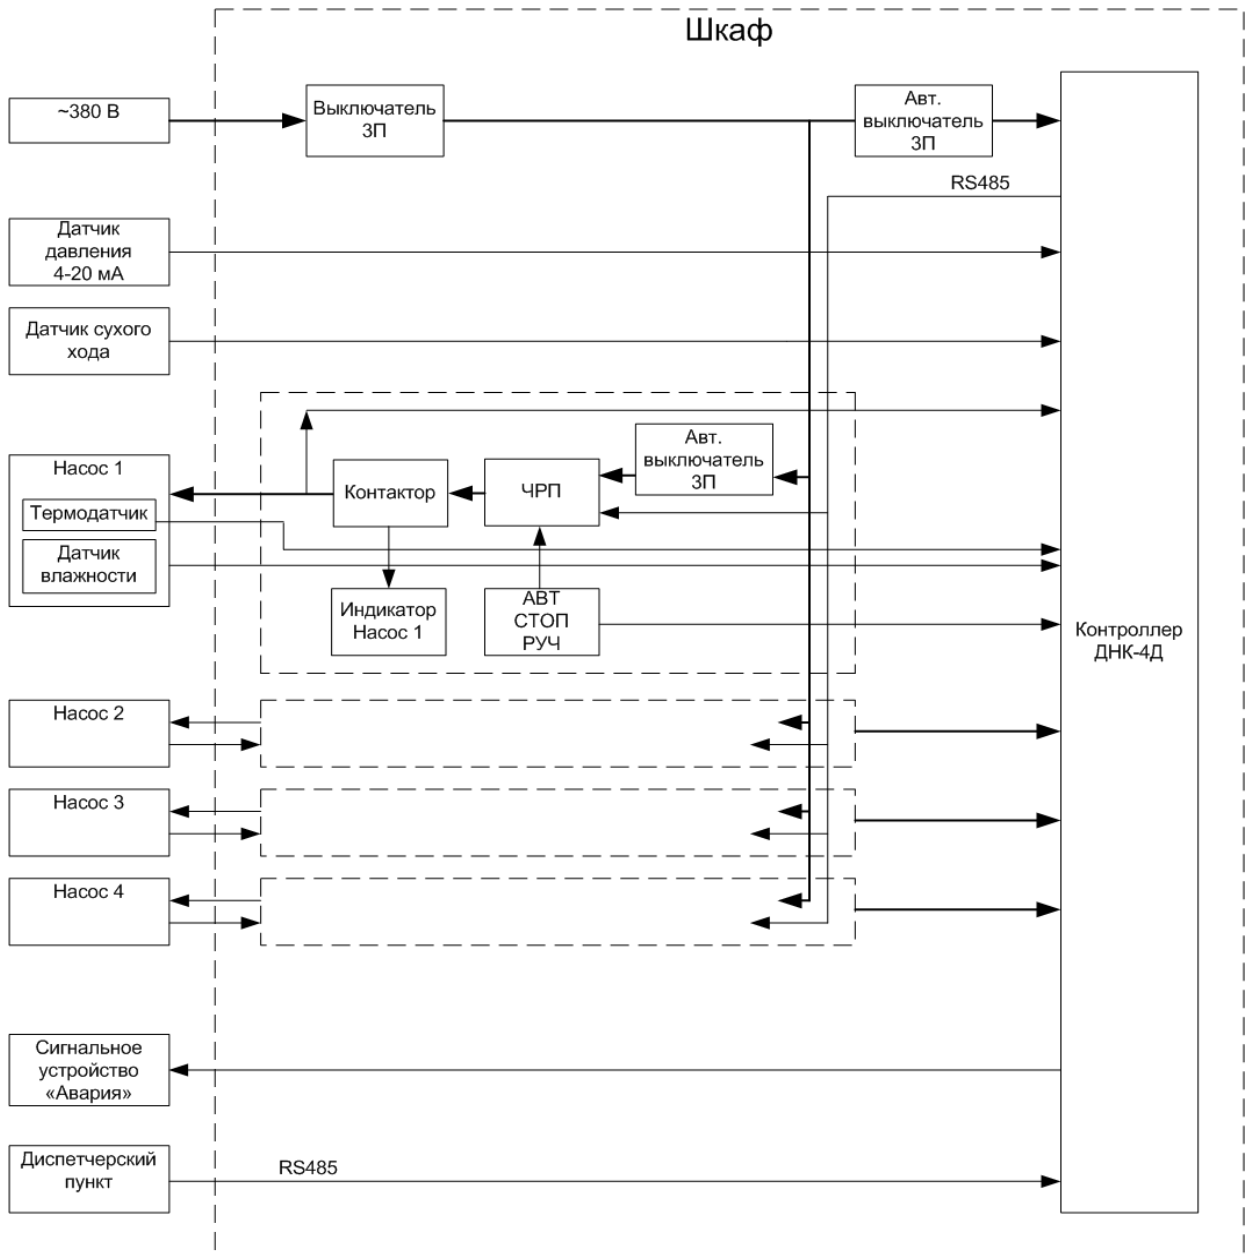 Шкаф
~380 В
Выключатель
3П
Авт.
выключатель
3П
RS485
Датчик
давления
4-20 мА
Датчик сухого
хода
Авт.
выключатель
3П
Насос 1
Термодатчик
Датчик
влажности
Контактор
ЧРП
Индикатор
Насос 1
АВТ
СТОП
РУЧ
Контроллер
ДНК-4Д
Насос 2
Насос 3
Насос 4
Сигнальное
устройство
«Авария»
Диспетчерский
пункт
RS485